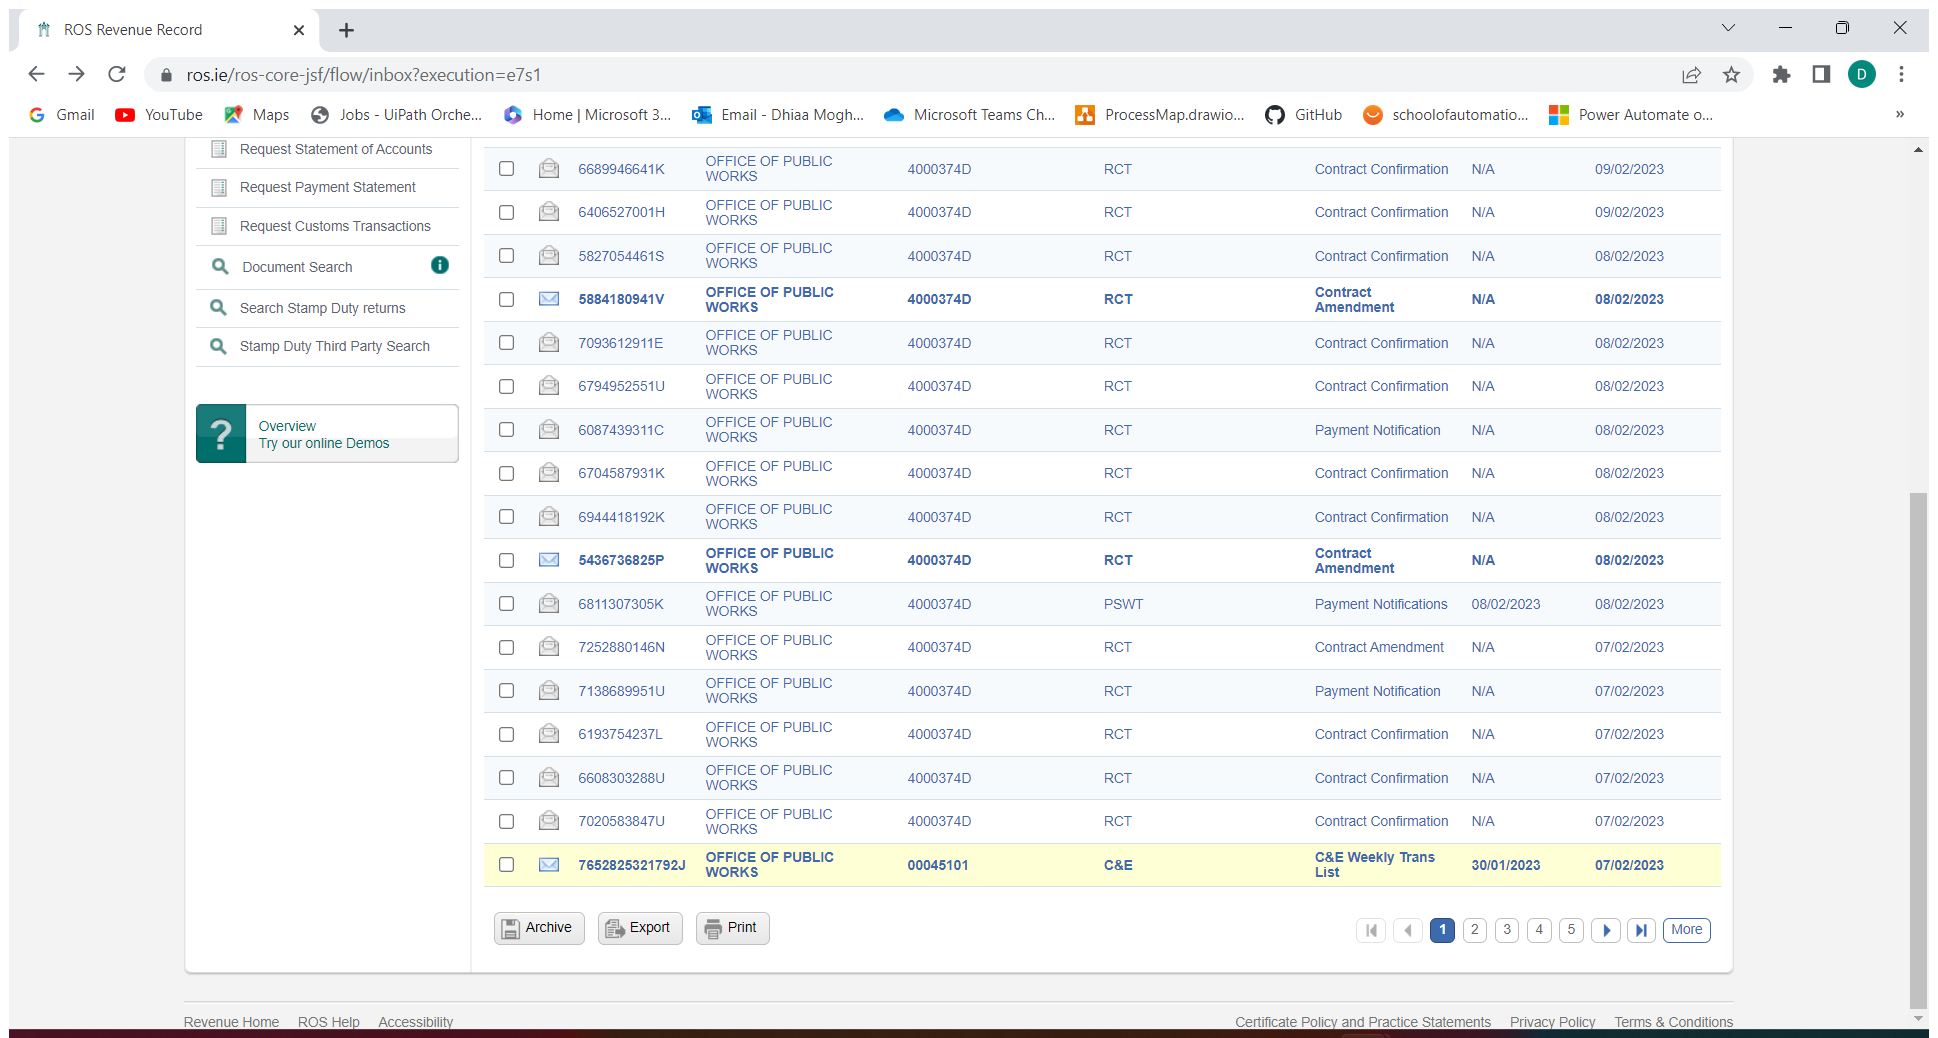 ROS Revenue Record
ros.ie/ros-core-jsf/flow/inbox?execution=e7s1
D
Gmail YouTube Maps Jobs - UiPath Orche... Home | Microsoft 3... Email - Dhiaa Mogh... Microsoft Teams Ch... ProcessMap.drawio... GitHub schoolofautomatio... Power Automate o... »
Request Statement of Accounts
Request Payment Statement
Request Customs Transactions
Document Search
Search Stamp Duty returns
Stamp Duty Third Party Search
? Overview
Try our online Demos
6689946641K OFFICE OF PUBLIC WORKS 4000374D RCT Contract Confirmation N/A 09/02/2023
6406527001H OFFICE OF PUBLIC WORKS 4000374D RCT Contract Confirmation N/A 09/02/2023
5827054461S OFFICE OF PUBLIC WORKS 4000374D RCT Contract Confirmation N/A 08/02/2023
5884180941V OFFICE OF PUBLIC WORKS 4000374D RCT Contract Amendment N/A 08/02/2023
7093612911E OFFICE OF PUBLIC WORKS 4000374D RCT Contract Confirmation N/A 08/02/2023
6794952551U OFFICE OF PUBLIC WORKS 4000374D RCT Contract Confirmation N/A 08/02/2023
6087439311C OFFICE OF PUBLIC WORKS 4000374D RCT Payment Notification N/A 08/02/2023
6704587931K OFFICE OF PUBLIC WORKS 4000374D RCT Contract Confirmation N/A 08/02/2023
6944418192K OFFICE OF PUBLIC WORKS 4000374D RCT Contract Confirmation N/A 08/02/2023
5436736825P OFFICE OF PUBLIC WORKS 4000374D RCT Contract Amendment N/A 08/02/2023
6811307305K OFFICE OF PUBLIC WORKS 4000374D PSWT Payment Notifications 08/02/2023 08/02/2023
7252880146N OFFICE OF PUBLIC WORKS 4000374D RCT Contract Amendment N/A 07/02/2023
7138689951U OFFICE OF PUBLIC WORKS 4000374D RCT Payment Notification N/A 07/02/2023
6193754237L OFFICE OF PUBLIC WORKS 4000374D RCT Contract Confirmation N/A 07/02/2023
6608303288U OFFICE OF PUBLIC WORKS 4000374D RCT Contract Confirmation N/A 07/02/2023
7020583847U OFFICE OF PUBLIC WORKS 4000374D RCT Contract Confirmation N/A 07/02/2023
7652825321792J OFFICE OF PUBLIC WORKS 00045101 C&E C&E Weekly Trans List 30/01/2023 07/02/2023
Archive Export Print 1 2 3 4 5 More
Revenue Home ROS Help Accessibility Certificate Policy and Practice Statements Privacy Policy Terms & Conditions